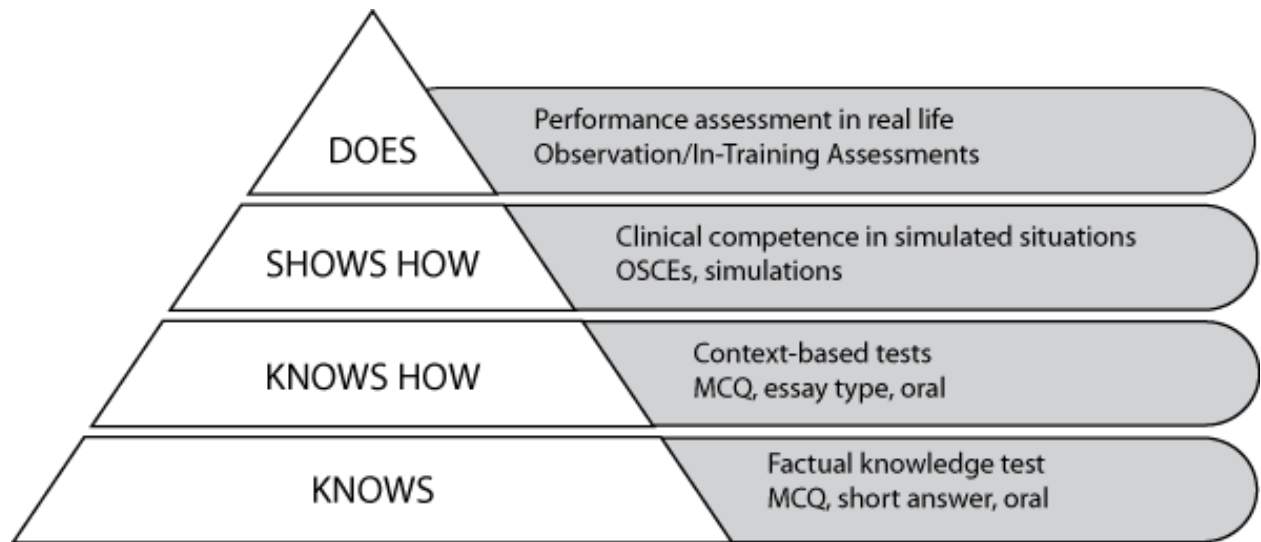 DOES
Performance assessment in real life
Observation/In-Training Assessments
SHOWS HOW
Clinical competence in simulated situations
OSCEs, simulations
KNOWS HOW
Context-based tests
MCQ, essay type, oral
KNOWS
Factual knowledge test
MCQ, short answer, oral